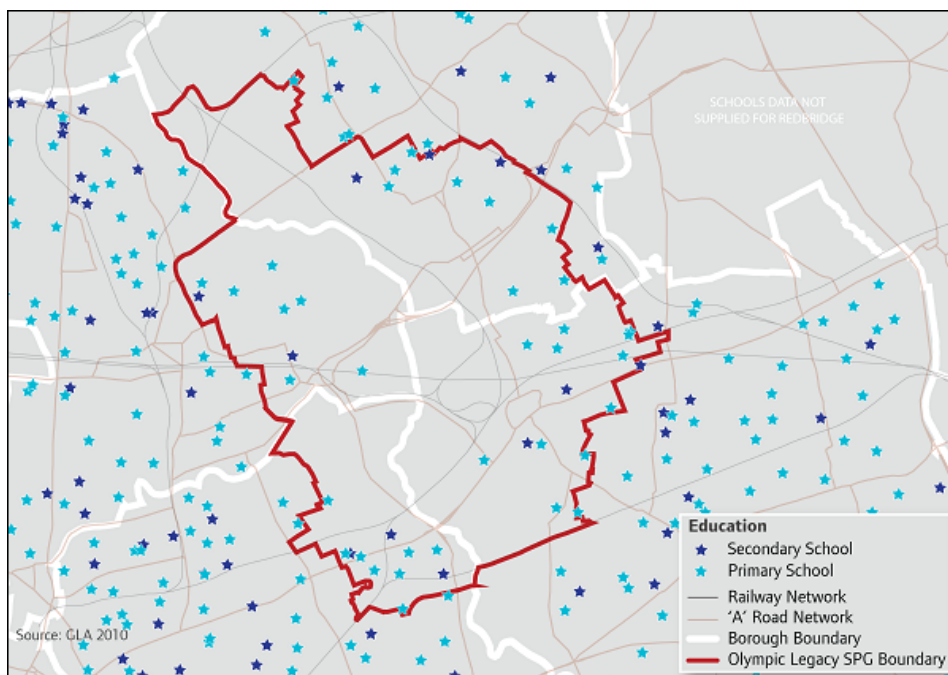 SCHOOLS DATA NOT
SUPPLIED FOR REDBRIDGE
Education
Secondary School
Primary School
Railway Network
'A' Road Network
Borough Boundary
Olympic Legacy SPG Boundary
Source: GLA 2010